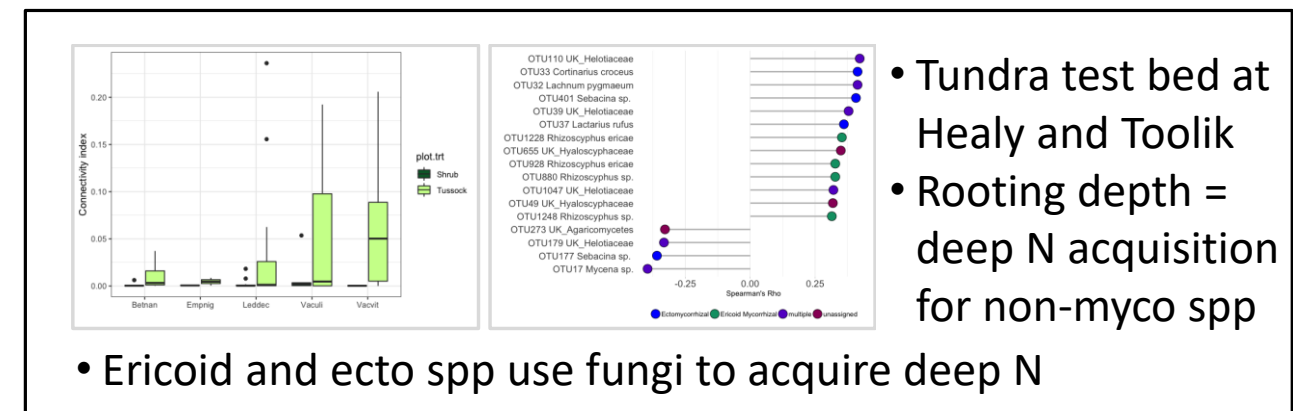 0.20
0.15
0.10
0.05
0.00
Connectivity index
Betnan Empnig Leddec Vaculi Vacvit
plot.trt
Shrub
Tussock
OTU110 UK_Helotiaceae
OTU33 Cortinarius croceus
OTU32 Lachnum pygmaeum
OTU401 Sebacina sp.
OTU39 UK_Helotiaceae
OTU37 Lactarius rufus
OTU1228 Rhizoscyphus ericae
OTU655 UK_Hyaloscyphaceae
OTU928 Rhizoscyphus ericae
OTU880 Rhizoscyphus sp.
OTU1047 UK_Helotiaceae
OTU49 UK_Hyaloscyphaceae
OTU1248 Rhizoscyphus sp.
OTU273 UK_Agaricomycetes
OTU179 UK_Helotiaceae
OTU177 Sebacina sp.
OTU17 Mycena sp.
-0.25 0.00 0.25
Spearman's Rho
Ectomycorrhizal Ericoid Mycorrhizal multiple unassigned
• Tundra test bed at
Healy and Toolik
• Rooting depth =
deep N acquisition
for non-myco spp
• Ericoid and ecto spp use fungi to acquire deep N